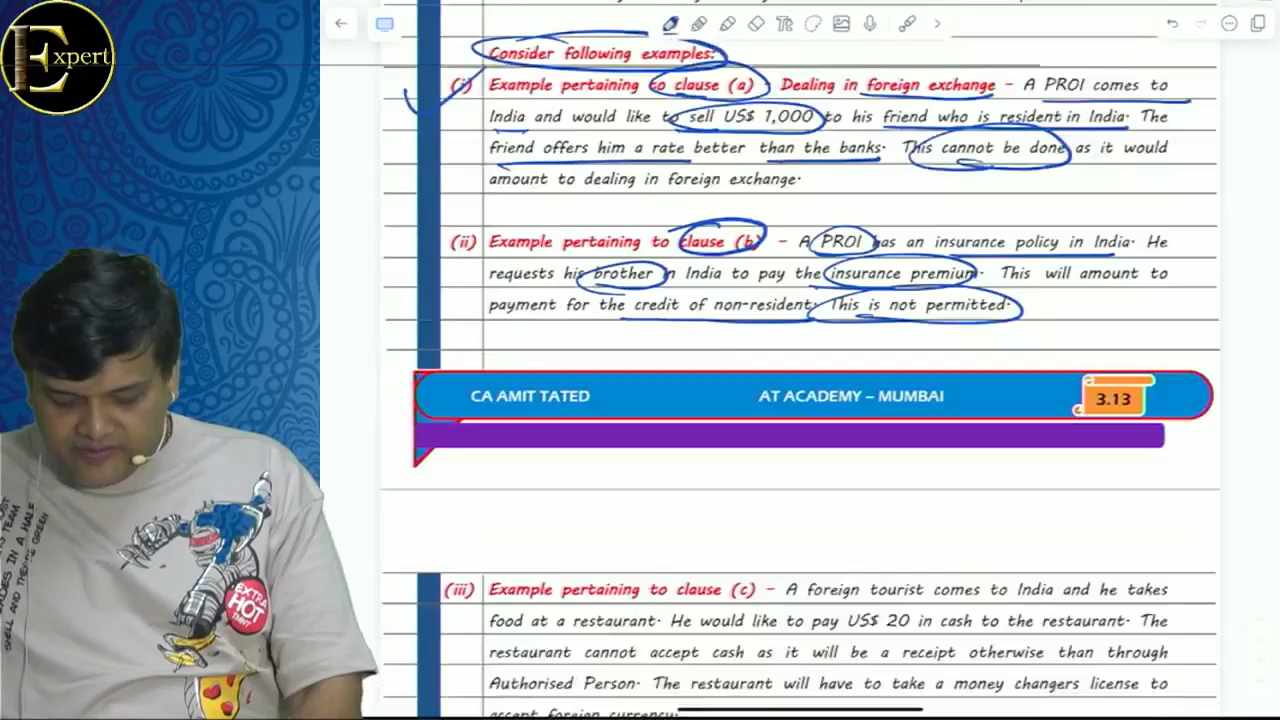 Expert
Consider following examples:
(i) Example pertaining to clause (a) - Dealing in foreign exchange - A PROI comes to
India and would like to sell US$ 1,000 to his friend who is resident in India. The
friend offers him a rate better than the banks. This cannot be done as it would
amount to dealing in foreign exchange.
(ii) Example pertaining to clause (b) - A PROI has an insurance policy in India. He
requests his brother in India to pay the insurance premium. This will amount to
payment for the credit of non-resident. This is not permitted.
CA AMIT TATED AT ACADEMY – MUMBAI 3.13
(iii) Example pertaining to clause (c) - A foreign tourist comes to India and he takes
food at a restaurant. He would like to pay US$ 20 in cash to the restaurant. The
restaurant cannot accept cash as it will be a receipt otherwise than through
Authorised Person. The restaurant will have to take a money changers license to
accept foreign currency.
EXTRA
HOT